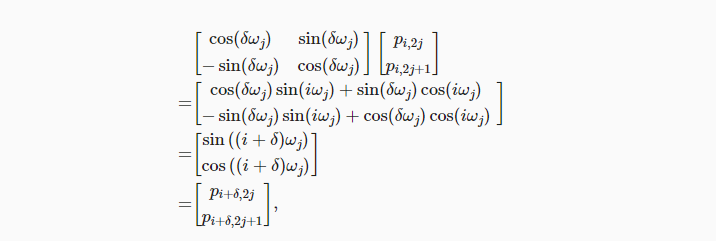 [ cos(δω_j) sin(δω_j) ] [ p_{i,2j} ]
[ − sin(δω_j) cos(δω_j) ] [ p_{i,2j+1} ]
= [ cos(δω_j) sin(iω_j) + sin(δω_j) cos(iω_j) ]
[ − sin(δω_j) sin(iω_j) + cos(δω_j) cos(iω_j) ]
= [ sin ((i + δ)ω_j) ]
[ cos ((i + δ)ω_j) ]
= [ p_{i+δ,2j} ]
[ p_{i+δ,2j+1} ] ,